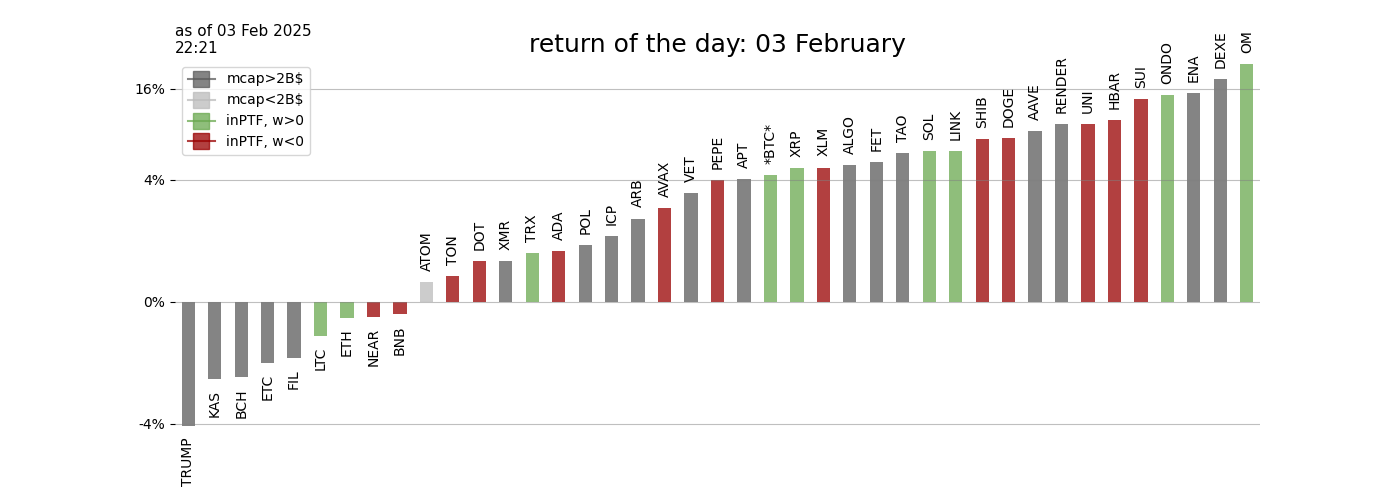 as of 03 Feb 2025
22:21
return of the day: 03 February
mcap>2B$
mcap<2B$
inPTF, w>0
inPTF, w<0
16%
4%
0%
-4%
TRUMP
KAS
BCH
ETC
FIL
LTC
ETH
NEAR
BNB
ATOM
TON
DOT
XMR
TRX
ADA
POL
ICP
ARB
AVAX
VET
PEPE
APT
*BTC*
XRP
XLM
ALGO
FET
TAO
SOL
LINK
SHIB
DOGE
AAVE
RENDER
UNI
HBAR
SUI
ONDO
ENA
DEXE
OM